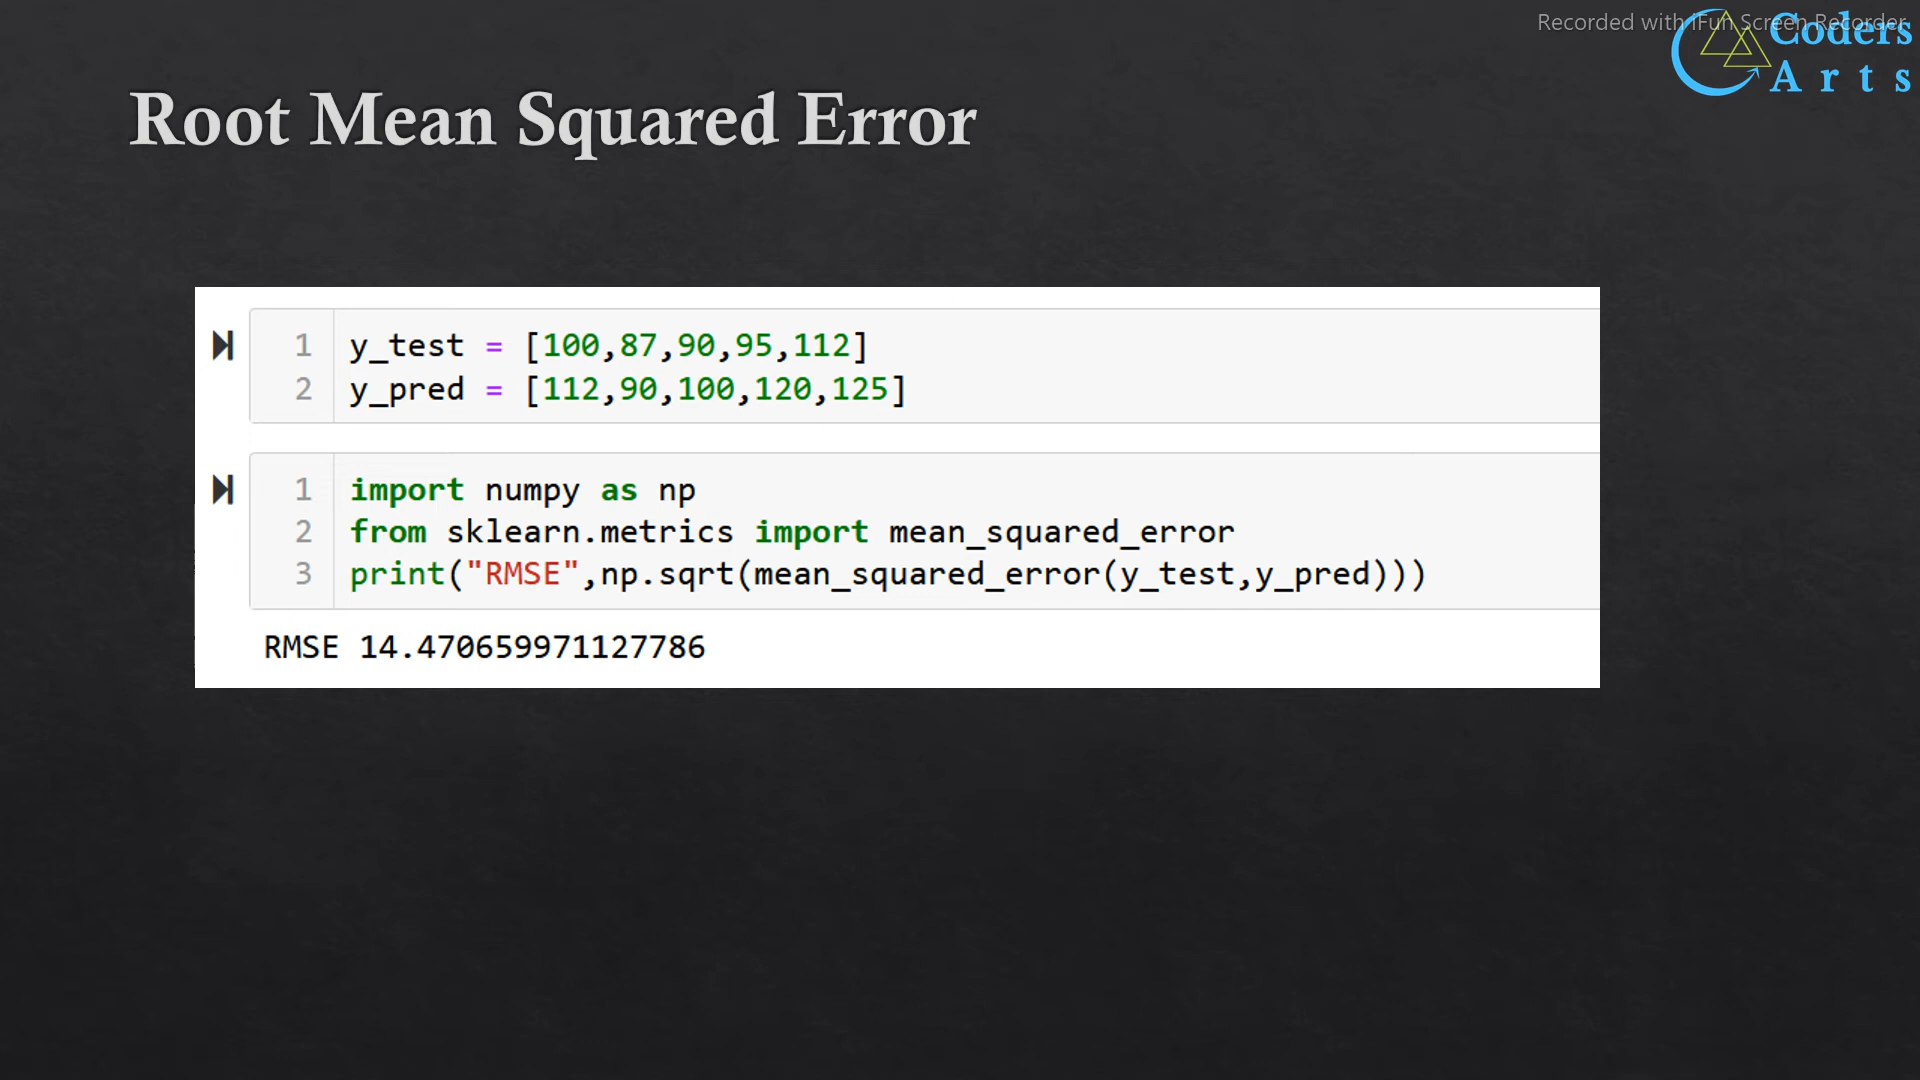 Recorded with iFun Screen Recorder
Coders
Arts
Root Mean Squared Error
1 y_test = [100,87,90,95,112]
2 y_pred = [112,90,100,120,125]
1 import numpy as np
2 from sklearn.metrics import mean_squared_error
3 print("RMSE",np.sqrt(mean_squared_error(y_test,y_pred)))
RMSE 14.470659971127786